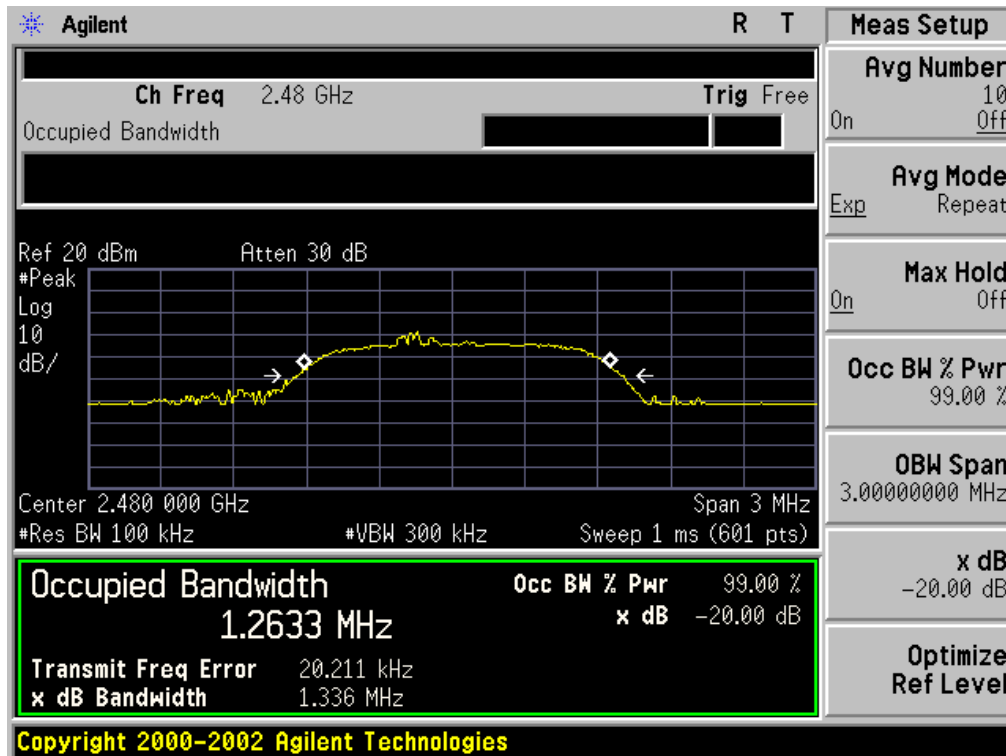 Agilent R T
Ch Freq 2.48 GHz Trig Free
Occupied Bandwidth
Ref 20 dBm Atten 30 dB
#Peak
Log
10
dB/
Center 2.480 000 GHz Span 3 MHz
#Res BW 100 kHz #VBW 300 kHz Sweep 1 ms (601 pts)
Occupied Bandwidth
1.2633 MHz
Occ BW % Pwr 99.00 %
x dB -20.00 dB
Transmit Freq Error 20.211 kHz
x dB Bandwidth 1.336 MHz
Copyright 2000-2002 Agilent Technologies
Meas Setup
Avg Number
10
On Off
Avg Mode
Exp Repeat
Max Hold
On Off
Occ BW % Pwr
99.00 %
OBW Span
3.00000000 MHz
x dB
-20.00 dB
Optimize
Ref Level